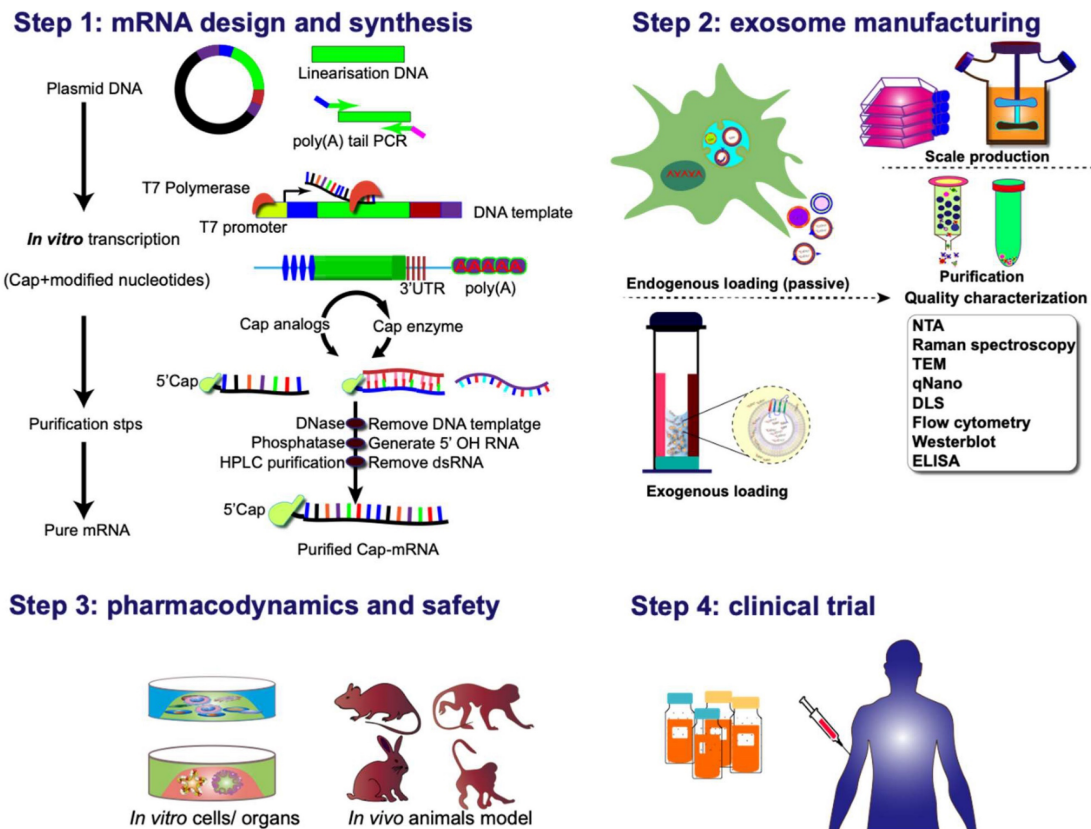 Step 1: mRNA design and synthesis
Plasmid DNA
Linearisation DNA
poly(A) tail PCR
T7 Polymerase
DNA template
T7 promoter
In vitro transcription
(Cap+modified nucleotides)
3'UTR
poly(A)
Cap analogs
Cap enzyme
5'Cap
Purification stps
DNase
Remove DNA templatge
Phosphatase
Generate 5' OH RNA
HPLC purification
Remove dsRNA
5'Cap
Pure mRNA
Purified Cap-mRNA
Step 2: exosome manufacturing
Scale production
Purification
Endogenous loading (passive)
Quality characterization
NTA
Raman spectroscopy
TEM
qNano
DLS
Flow cytometry
Westerblot
ELISA
Exogenous loading
Step 3: pharmacodynamics and safety
In vitro cells/ organs
In vivo animals model
Step 4: clinical trial